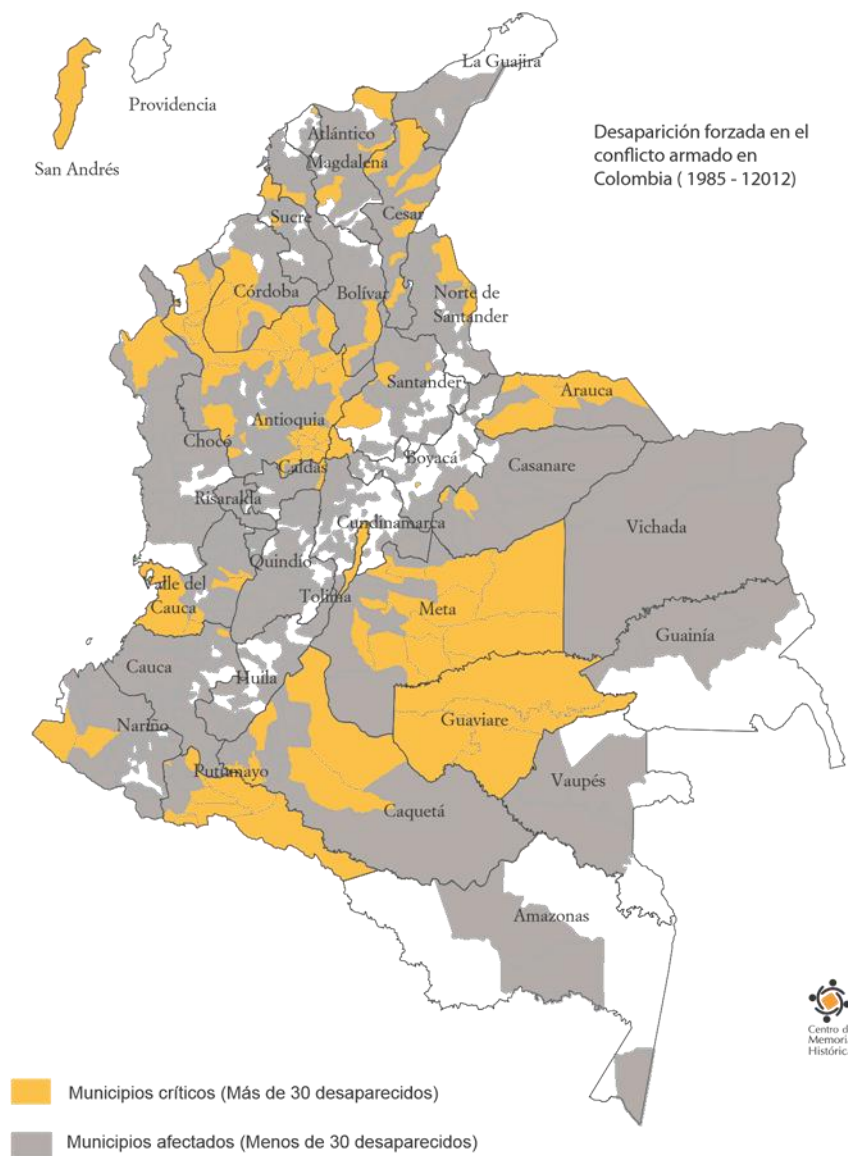 La Guajira
Providencia
San Andrés
Desaparición forzada en el
conflicto armado en
Colombia ( 1985 - 12012)
Atlántico
Magdalena
Cesar
Sucre
Córdoba
Bolívar
Norte de
Santander
Santander
Arauca
Antioquia
Chocó
Boyacá
Caldas
Casanare
Risaralda
Cundinamarca
Vichada
Quindío
Valle del
Cauca
Tolima
Meta
Guainía
Cauca
Huila
Nariño
Guaviare
Putumayo
Vaupés
Caquetá
Amazonas
Centro d
Memori
Históric
Municipios críticos (Más de 30 desaparecidos)
Municipios afectados (Menos de 30 desaparecidos)